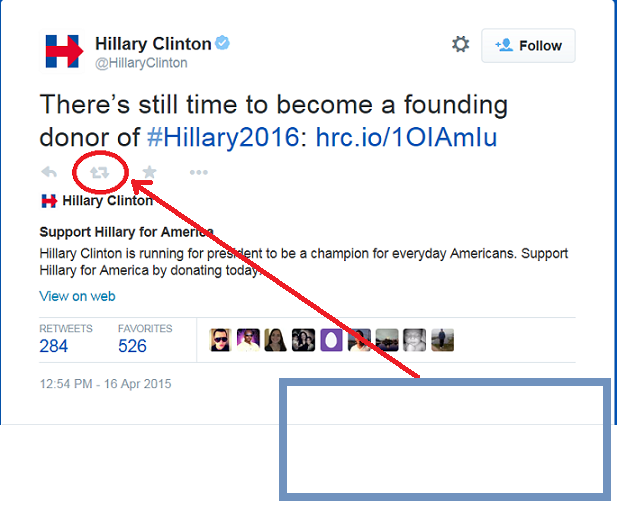 Hillary Clinton
@HillaryClinton
Follow
There's still time to become a founding
donor of #Hillary2016: hrc.io/1OIAmIu
Hillary Clinton
Support Hillary for America
Hillary Clinton is running for president to be a champion for everyday Americans. Support
Hillary for America by donating today.
View on web
RETWEETS FAVORITES
284 526
12:54 PM - 16 Apr 2015